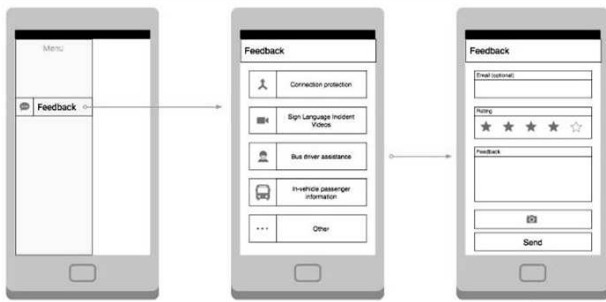 Menu
Feedback
Feedback
Connection protection
Sign Language Incident
Videos
Bus driver assistance
In-vehicle passenger
information
Other
Feedback
Email (optional)
Rating
Feedback
Send